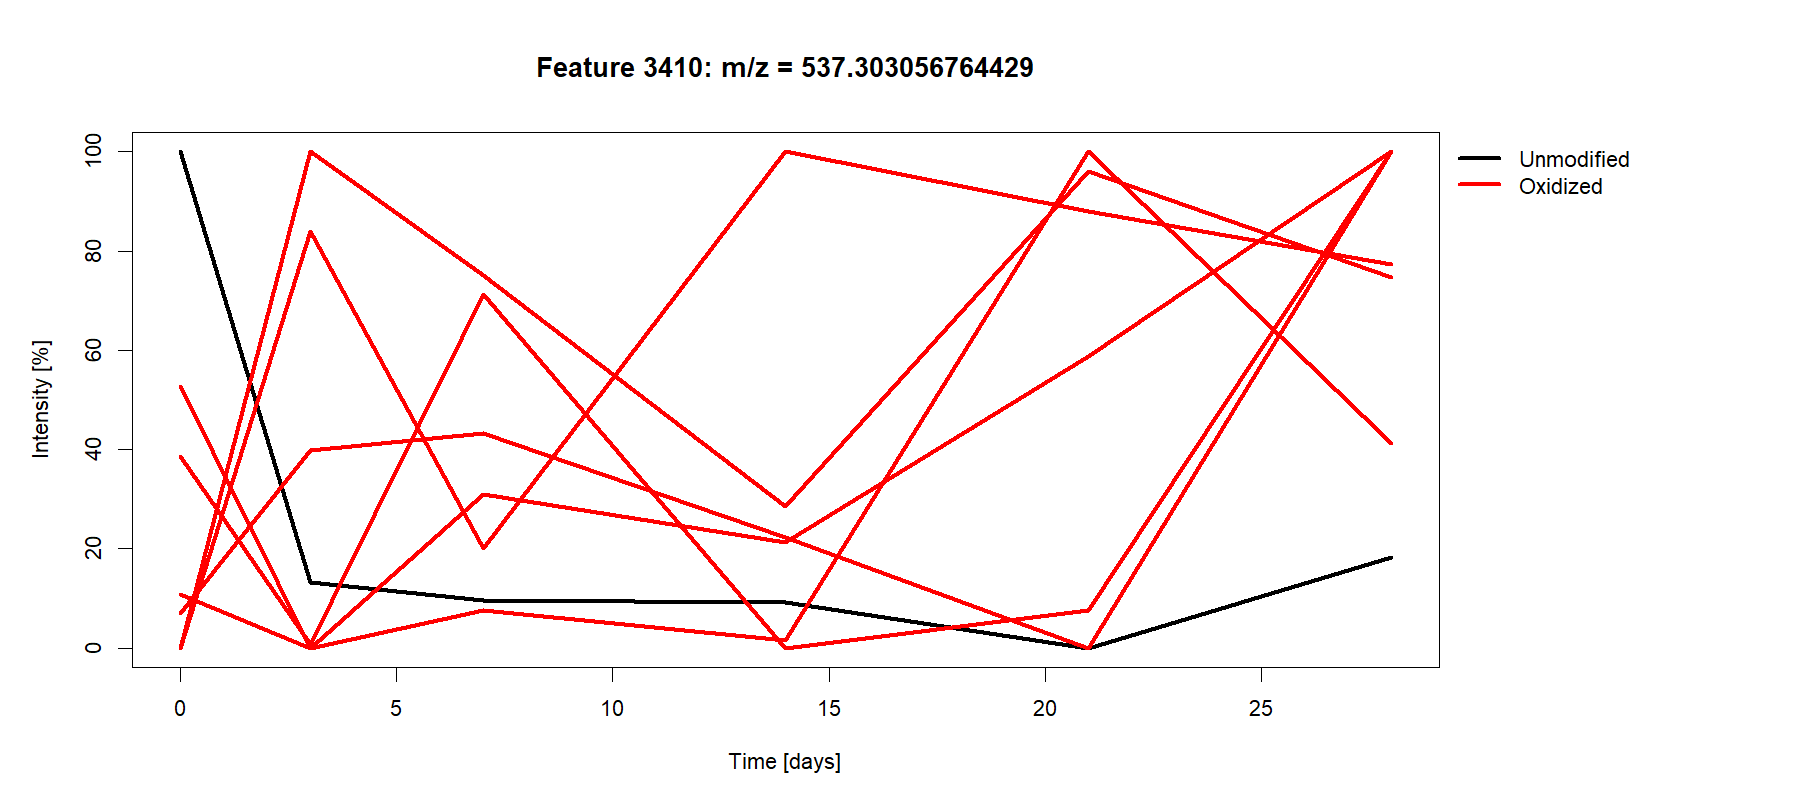 Feature 3410: m/z = 537.303056764429
Unmodified
Oxidized
Intensity [%]
100
80
60
40
20
0
0 5 10 15 20 25
Time [days]